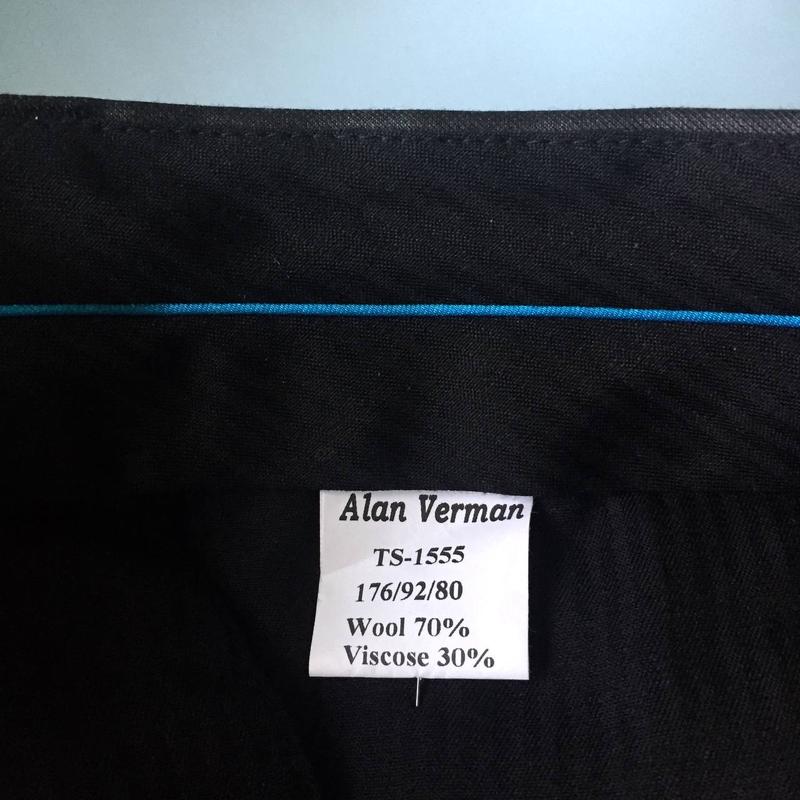 Alan Verman
TS-1555
176/92/80
Wool 70%
Viscose 30%